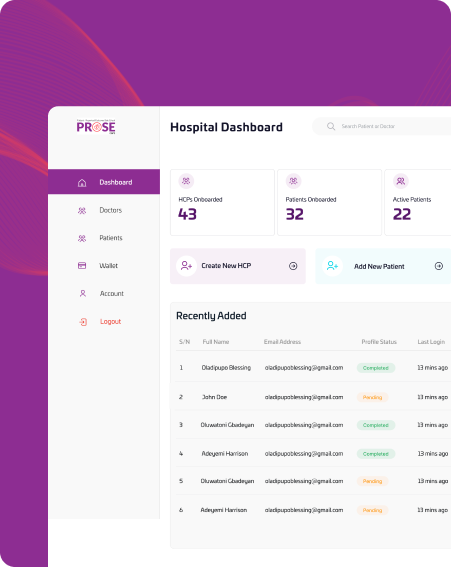 PROSE
Hospital Dashboard
Search Patient or Doctor
Dashboard
Doctors
Patients
Wallet
Account
Logout
HCPs Onboarded
43
Patients Onboarded
32
Active Patients
22
Create New HCP
Add New Patient
Recently Added
S/N Full Name Email Address Profile Status Last Login
1 Oladipupo Blessing oladipupoblessing@gmail.com Completed 13 mins ago
2 John Doe oladipupoblessing@gmail.com Pending 13 mins ago
3 Oluwatoni Gbadeyan oladipupoblessing@gmail.com Completed 13 mins ago
4 Adeyemi Harrison oladipupoblessing@gmail.com Completed 13 mins ago
5 Oluwatoni Gbadeyan oladipupoblessing@gmail.com Pending 13 mins ago
6 Adeyemi Harrison oladipupoblessing@gmail.com Pending 13 mins ago